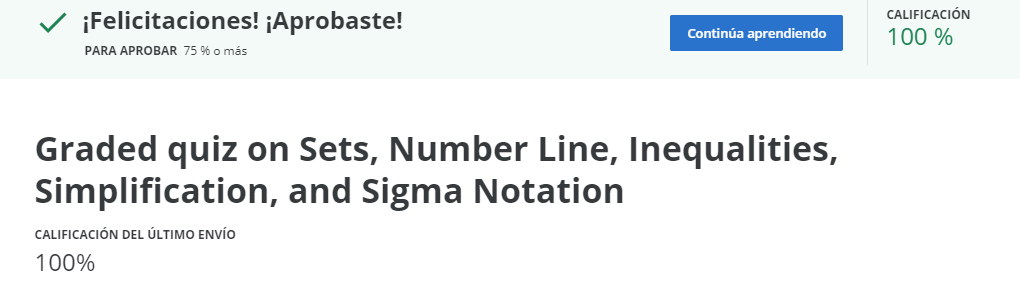 ¡Felicitaciones! ¡Aprobaste!
PARA APROBAR 75 % o más
Continúa aprendiendo
CALIFICACIÓN
100 %
Graded quiz on Sets, Number Line, Inequalities,
Simplification, and Sigma Notation
CALIFICACIÓN DEL ÚLTIMO ENVÍO
100%